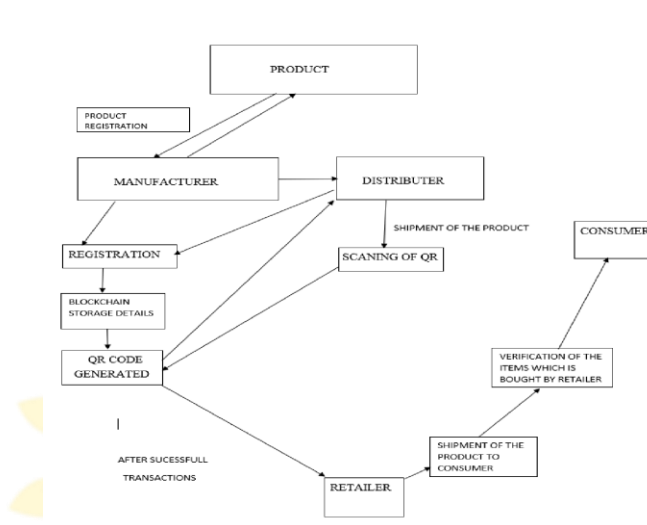 PRODUCT
PRODUCT
REGISTRATION
MANUFACTURER
DISTRIBUTER
SHIPMENT OF THE PRODUCT
CONSUMER
REGISTRATION
SCANING OF QR
BLOCKCHAIN
STORAGE DETAILS
QR CODE
GENERATED
VERIFICATION OF THE
ITEMS WHICH IS
BOUGHT BY RETAILER
AFTER SUCESSFULL
TRANSACTIONS
SHIPMENT OF THE
PRODUCT TO
CONSUMER
RETAILER